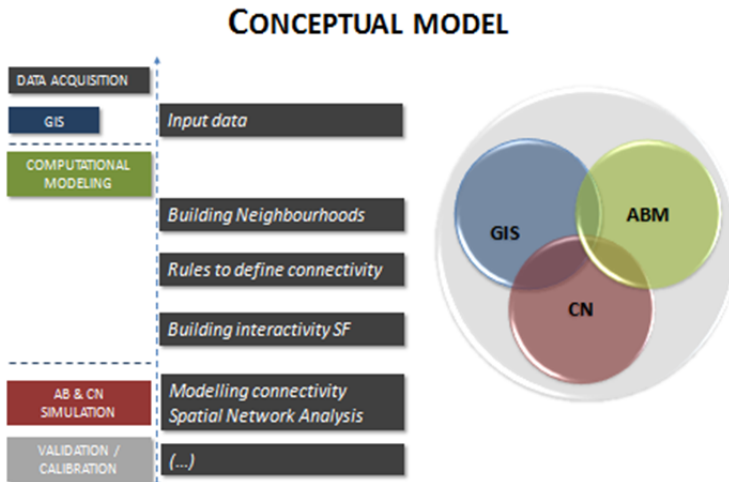 CONCEPTUAL MODEL
DATA ACQUISITION
GIS
Input data
COMPUTATIONAL
MODELING
Building Neighbourhoods
Rules to define connectivity
Building interactivity SF
AB & CN
SIMULATION
Modelling connectivity
Spatial Network Analysis
VALIDATION /
CALIBRATION
(...)
GIS
ABM
CN